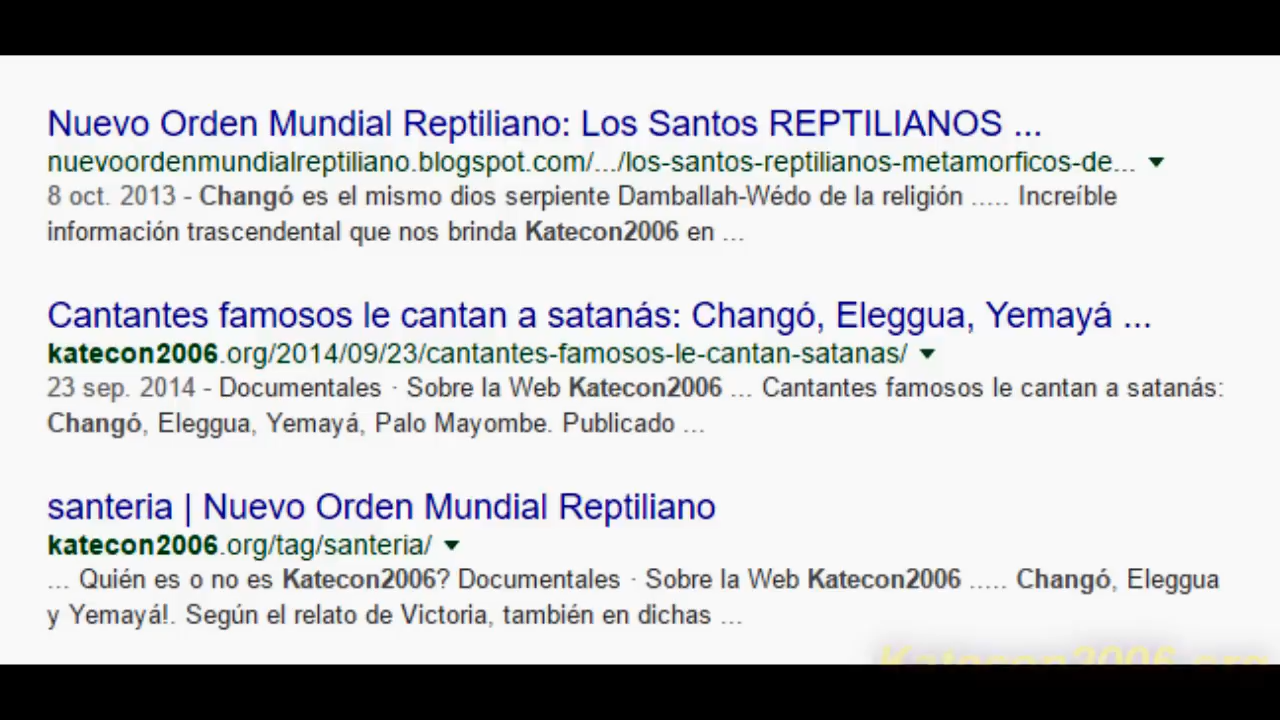 Nuevo Orden Mundial Reptiliano: Los Santos REPTILIANOS ...
nuevoordenmundialreptiliano.blogspot.com/.../los-santos-reptilianos-metamorficos-de...
8 oct. 2013 - Changó es el mismo dios serpiente Damballah-Wédo de la religión ..... Increíble
información trascendental que nos brinda Katecon2006 en ...
Cantantes famosos le cantan a satanás: Changó, Eleggua, Yemayá ...
katecon2006.org/2014/09/23/cantantes-famosos-le-cantan-satanas/
23 sep. 2014 - Documentales · Sobre la Web Katecon2006 ... Cantantes famosos le cantan a satanás:
Changó, Eleggua, Yemayá, Palo Mayombe. Publicado ...
santeria | Nuevo Orden Mundial Reptiliano
katecon2006.org/tag/santeria/
... Quién es o no es Katecon2006? Documentales · Sobre la Web Katecon2006 ..... Changó, Eleggua
y Yemayá!. Según el relato de Victoria, también en dichas ...
Katecon2006.org